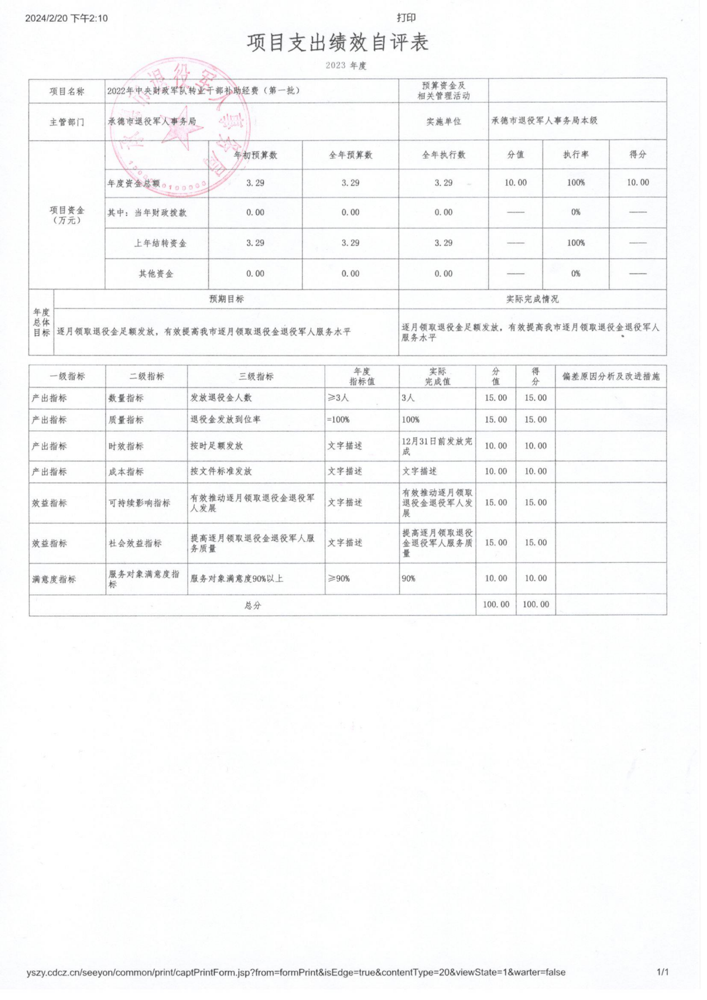 2024/2/20 下午2:10
打印
项目支出绩效自评表
2023 年度
项目名称 2022年中央财政军队转业干部补助经费（第一批） 预算资金及
相关管理活动
主管部门 承德市退役军人事务局 实施单位 承德市退役军人事务局本级
年初预算数 全年预算数 全年执行数 分值 执行率 得分
年度资金总额 3.29 3.29 3.29 10.00 100% 10.00
项目资金
（万元）
其中：当年财政拨款 0.00 0.00 0.00 —— 0% ——
上年结转资金 3.29 3.29 3.29 —— 100% ——
其他资金 0.00 0.00 0.00 —— 0% ——
年度
总体
目标
预期目标 实际完成情况
逐月领取退役金足额发放，有效提高我市逐月领取退役金退役军人服务水平
逐月领取退役金足额发放，有效提高我市逐月领取退役金退役军人
服务水平
一级指标 二级指标 三级指标 年度
指标值 实际
完成值 分
值 得
分 偏差原因分析及改进措施
产出指标 数量指标 发放退役金人数 ≥3人 3人 15.00 15.00
产出指标 质量指标 退役金发放到位率 =100% 100% 15.00 15.00
产出指标 时效指标 按时足额发放 文字描述 12月31日前发放完
成 10.00 10.00
产出指标 成本指标 按文件标准发放 文字描述 文字描述 10.00 10.00
效益指标 可持续影响指标 有效推动逐月领取退役金退役军
人发展 文字描述 有效推动逐月领取
退役金退役军人发
展 15.00 15.00
效益指标 社会效益指标 提高逐月领取退役金退役军人服
务质量 文字描述 提高逐月领取退役
金退役军人服务质
量 15.00 15.00
满意度指标 服务对象满意度指
标 服务对象满意度90%以上 ≥90% 90% 10.00 10.00
总分 100.00 100.00
yszy.cdcz.cn/seeyon/common/print/captPrintForm.jsp?from=formPrint&isEdge=true&contentType=20&viewState=1&warter=false
1/1